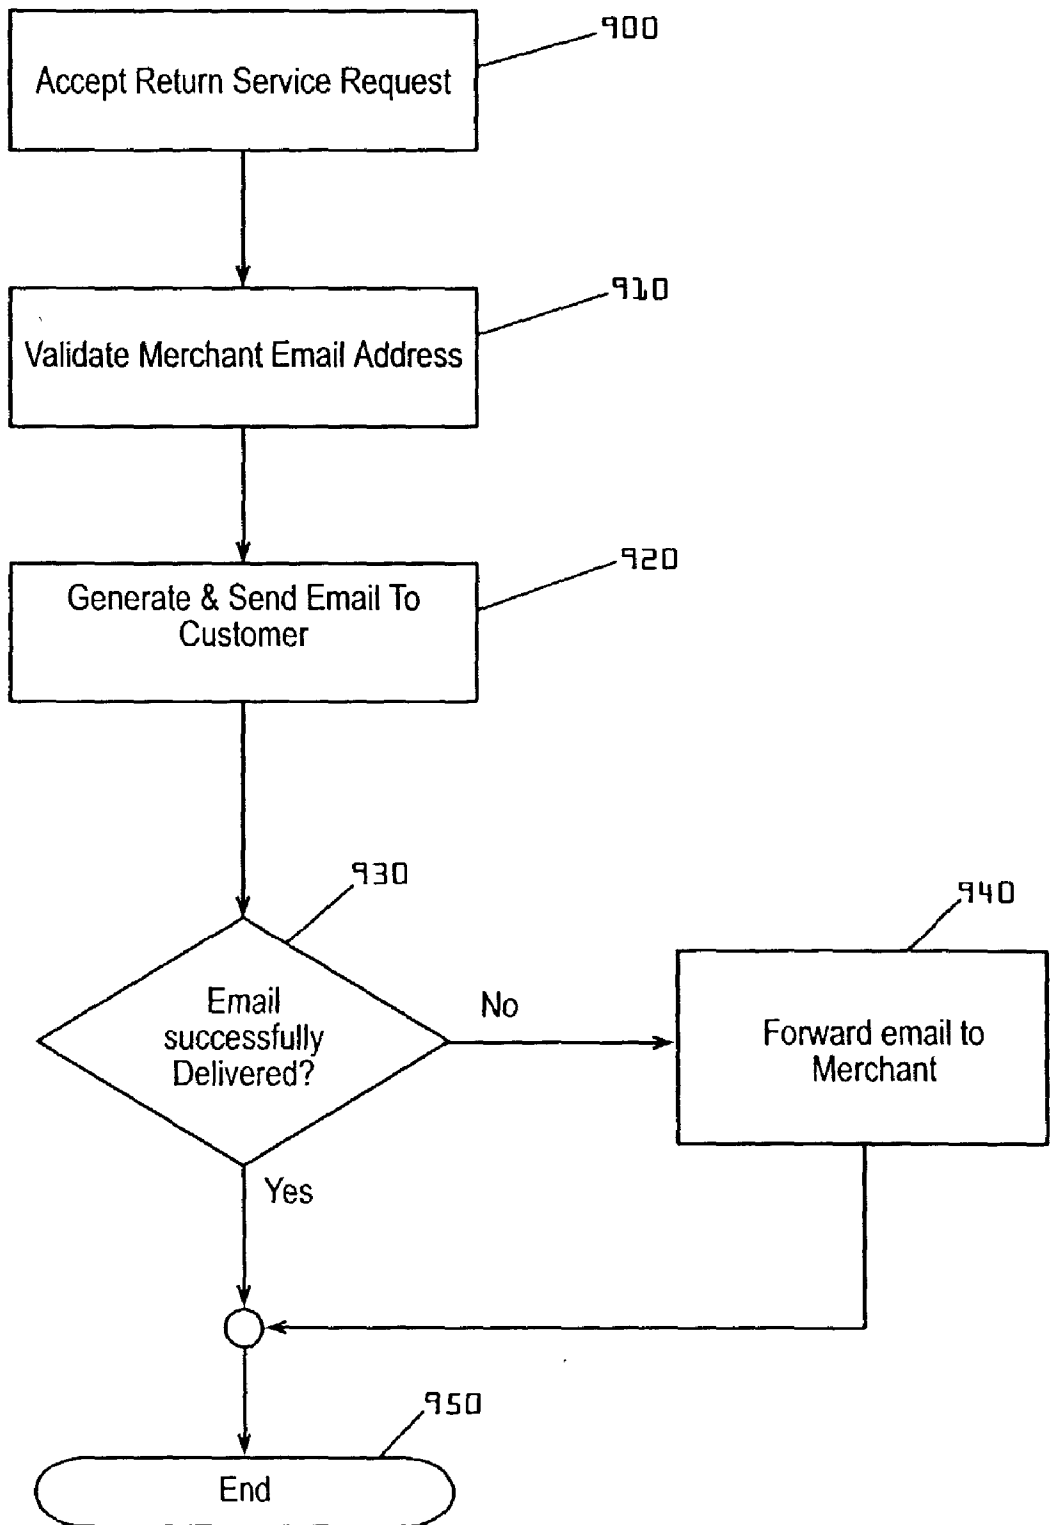 900
Accept Return Service Request
910
Validate Merchant Email Address
920
Generate & Send Email To
Customer
930
940
Email
successfully
Delivered?
No
Forward email to
Merchant
Yes
950
End